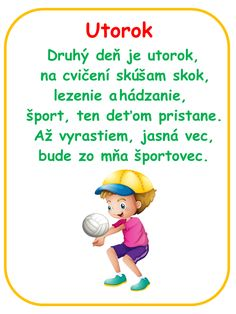 Utorok
Druhý deň je utorok,
na cvičení skúšam skok,
lezenie a hádzanie,
šport, ten deťom pristane.
Až vyrastiem, jasná vec,
bude zo mňa športovec.